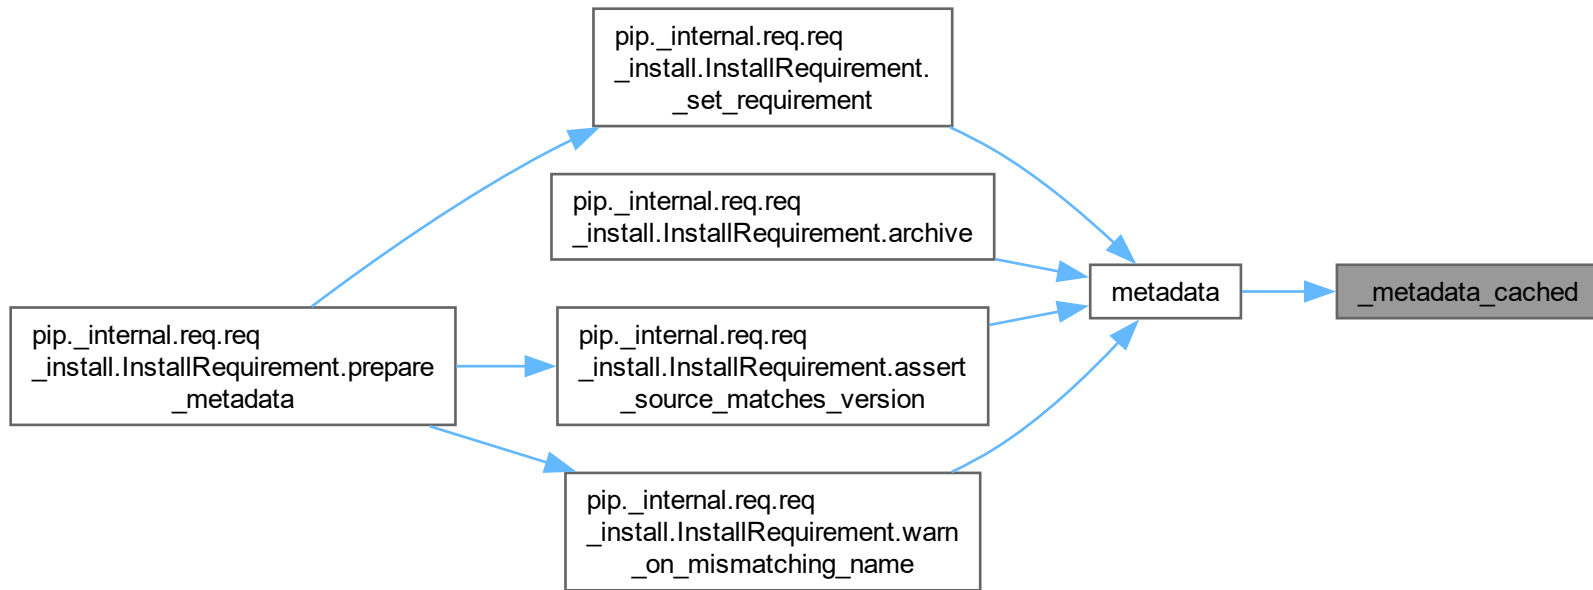 pip._internal.req.req
_install.InstallRequirement.
_set_requirement
pip._internal.req.req
_install.InstallRequirement.archive
metadata
_metadata_cached
pip._internal.req.req
_install.InstallRequirement.prepare
_metadata
pip._internal.req.req
_install.InstallRequirement.assert
_source_matches_version
pip._internal.req.req
_install.InstallRequirement.warn
_on_mismatching_name